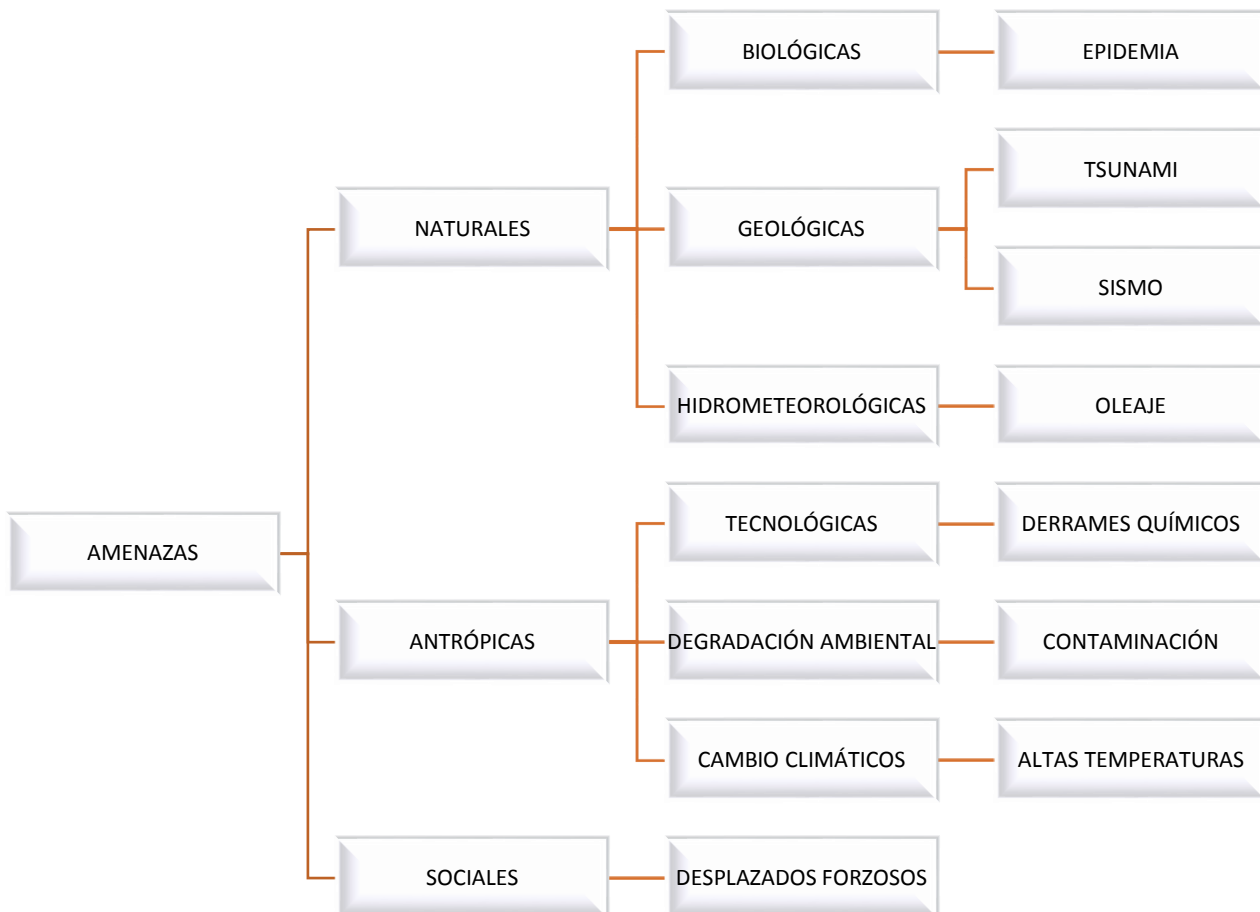 BIOLÓGICAS
EPIDEMIA
TSUNAMI
NATURALES
GEOLÓGICAS
SISMO
HIDROMETEOROLÓGICAS
OLEAJE
TECNOLÓGICAS
DERRAMES QUÍMICOS
AMENAZAS
ANTRÓPICAS
DEGRADACIÓN AMBIENTAL
CONTAMINACIÓN
CAMBIO CLIMÁTICOS
ALTAS TEMPERATURAS
SOCIALES
DESPLAZADOS FORZOSOS